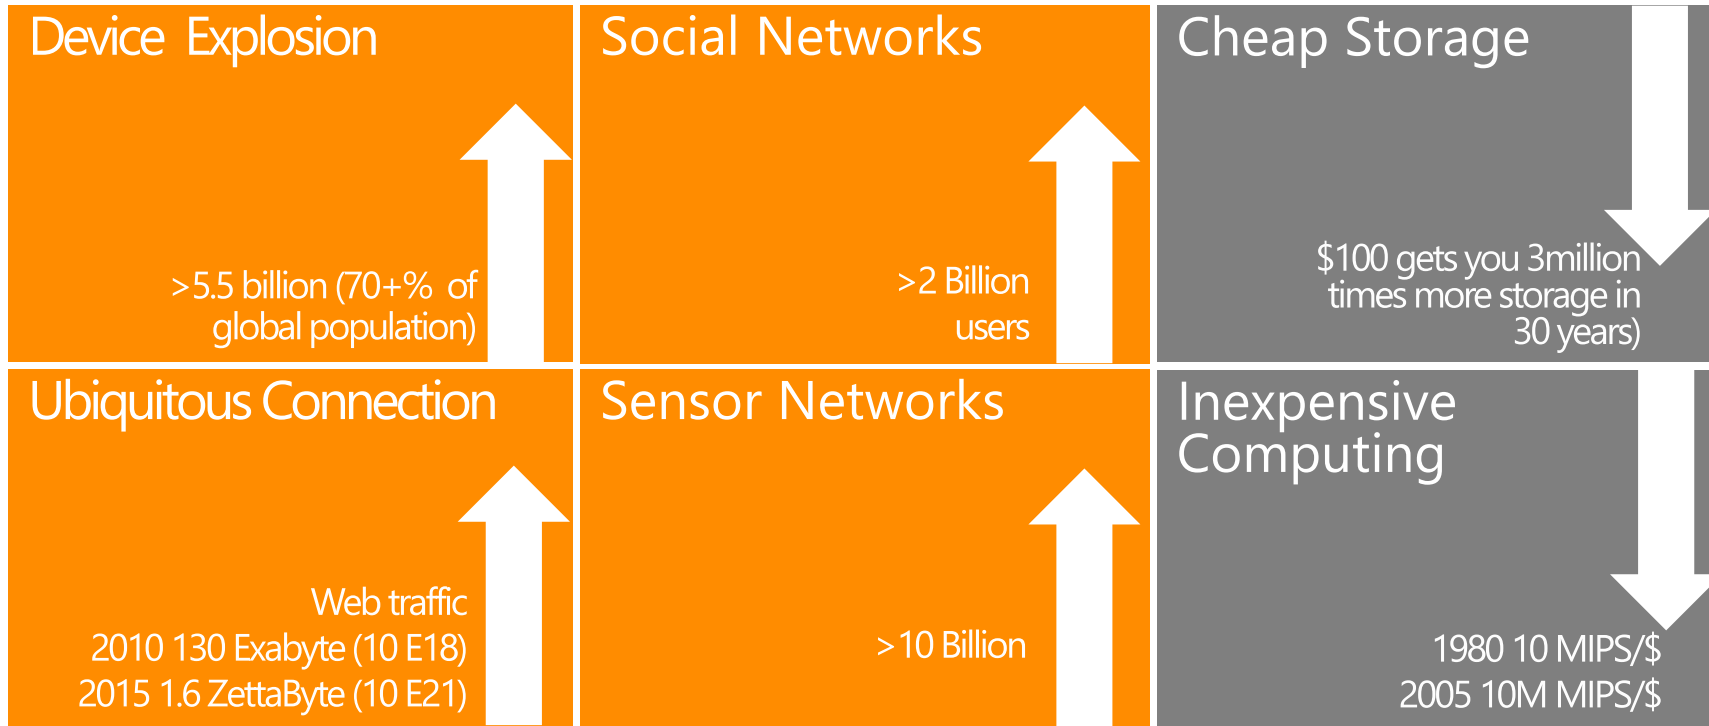 Device Explosion
>5.5 billion (70+% of
global population)
Social Networks
>2 Billion
users
Cheap Storage
$100 gets you 3million
times more storage in
30 years)
Ubiquitous Connection
Web traffic
2010 130 Exabyte (10 E18)
2015 1.6 ZettaByte (10 E21)
Sensor Networks
>10 Billion
Inexpensive
Computing
1980 10 MIPS/$
2005 10M MIPS/$